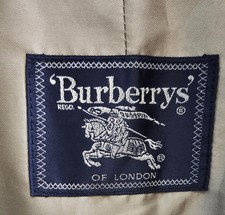 'Burberrys'
REGD. ®
®
OF LONDON